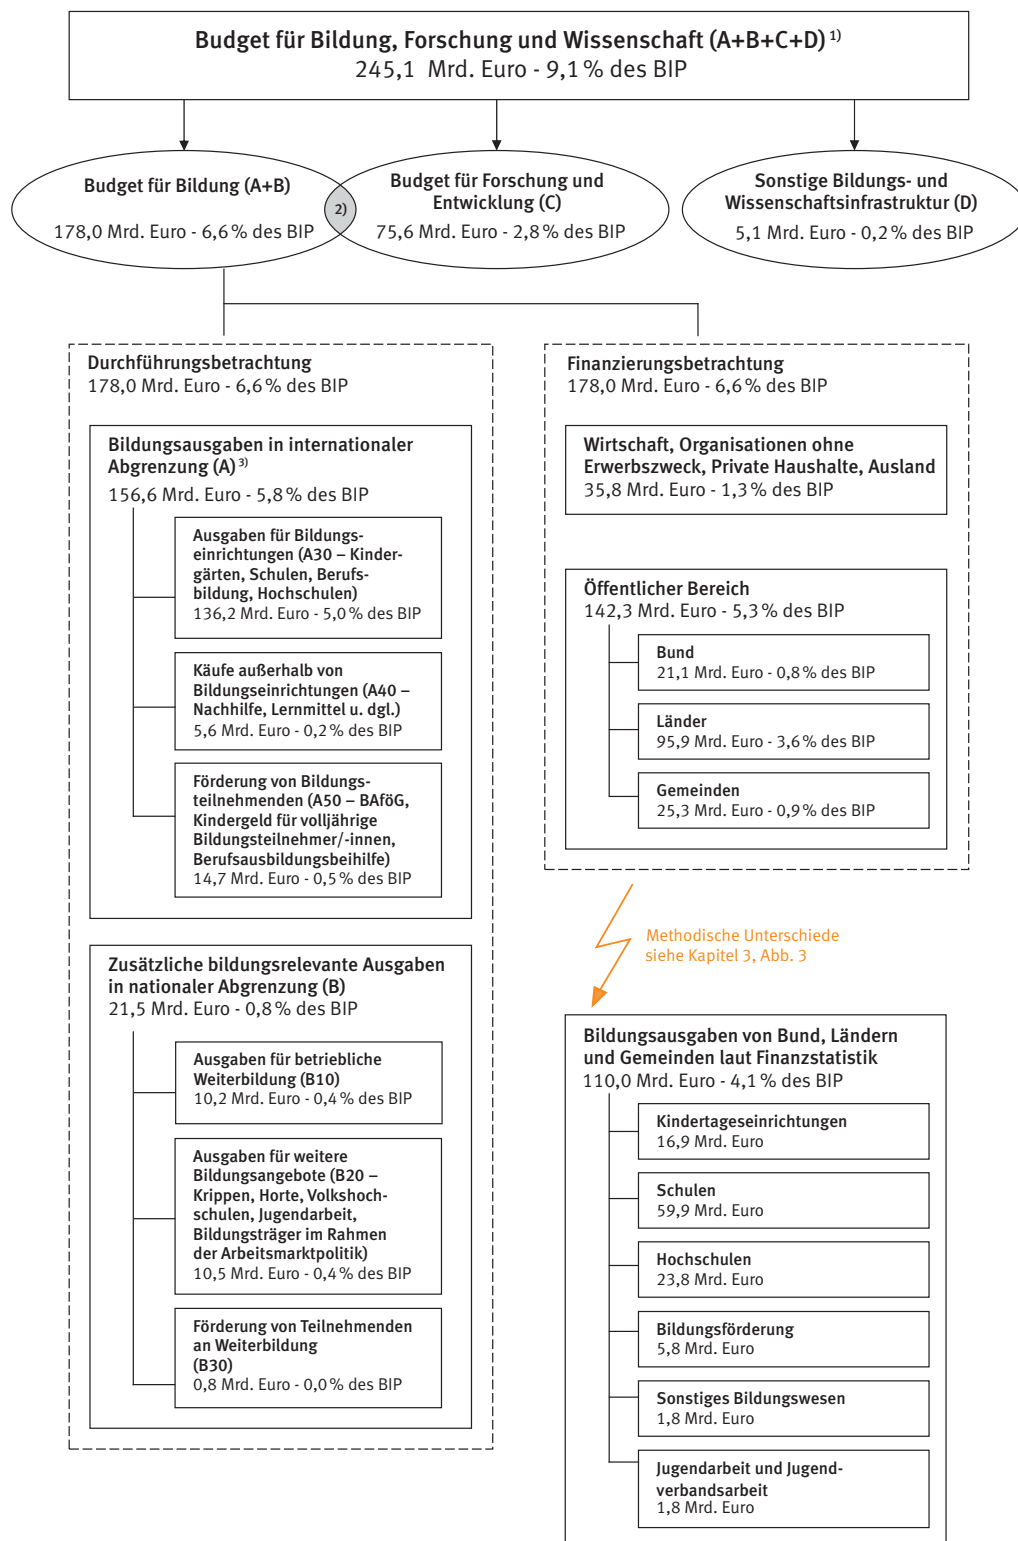 Budget für Bildung, Forschung und Wissenschaft (A+B+C+D) 1)
245,1 Mrd. Euro - 9,1 % des BIP
Budget für Bildung (A+B)
178,0 Mrd. Euro - 6,6 % des BIP
2)
Budget für Forschung und
Entwicklung (C)
75,6 Mrd. Euro - 2,8 % des BIP
Sonstige Bildungs- und
Wissenschaftsinfrastruktur (D)
5,1 Mrd. Euro - 0,2 % des BIP
Durchführungsbetrachtung
178,0 Mrd. Euro - 6,6 % des BIP
Bildungsausgaben in internationaler
Abgrenzung (A) 3)
156,6 Mrd. Euro - 5,8 % des BIP
Ausgaben für Bildungs-
einrichtungen (A30 – Kinder-
gärten, Schulen, Berufs-
bildung, Hochschulen)
136,2 Mrd. Euro - 5,0 % des BIP
Käufe außerhalb von
Bildungseinrichtungen (A40 –
Nachhilfe, Lernmittel u. dgl.)
5,6 Mrd. Euro - 0,2 % des BIP
Förderung von Bildungs-
teilnehmenden (A50 – BAföG,
Kindergeld für volljährige
Bildungsteilnehmer/-innen,
Berufsausbildungsbeihilfe)
14,7 Mrd. Euro - 0,5 % des BIP
Zusätzliche bildungsrelevante Ausgaben
in nationaler Abgrenzung (B)
21,5 Mrd. Euro - 0,8 % des BIP
Ausgaben für betriebliche
Weiterbildung (B10)
10,2 Mrd. Euro - 0,4 % des BIP
Ausgaben für weitere
Bildungsangebote (B20 –
Krippen, Horte, Volkshoch-
schulen, Jugendarbeit,
Bildungsträger im Rahmen
der Arbeitsmarktpolitik)
10,5 Mrd. Euro - 0,4 % des BIP
Förderung von Teilnehmenden
an Weiterbildung
(B30)
0,8 Mrd. Euro - 0,0 % des BIP
Finanzierungsbetrachtung
178,0 Mrd. Euro - 6,6 % des BIP
Wirtschaft, Organisationen ohne
Erwerbszweck, Private Haushalte, Ausland
35,8 Mrd. Euro - 1,3 % des BIP
Öffentlicher Bereich
142,3 Mrd. Euro - 5,3 % des BIP
Bund
21,1 Mrd. Euro - 0,8 % des BIP
Länder
95,9 Mrd. Euro - 3,6 % des BIP
Gemeinden
25,3 Mrd. Euro - 0,9 % des BIP
Methodische Unterschiede
siehe Kapitel 3, Abb. 3
Bildungsausgaben von Bund, Ländern
und Gemeinden laut Finanzstatistik
110,0 Mrd. Euro - 4,1 % des BIP
Kindertageseinrichtungen
16,9 Mrd. Euro
Schulen
59,9 Mrd. Euro
Hochschulen
23,8 Mrd. Euro
Bildungsförderung
5,8 Mrd. Euro
Sonstiges Bildungswesen
1,8 Mrd. Euro
Jugendarbeit und Jugend-
verbandsarbeit
1,8 Mrd. Euro